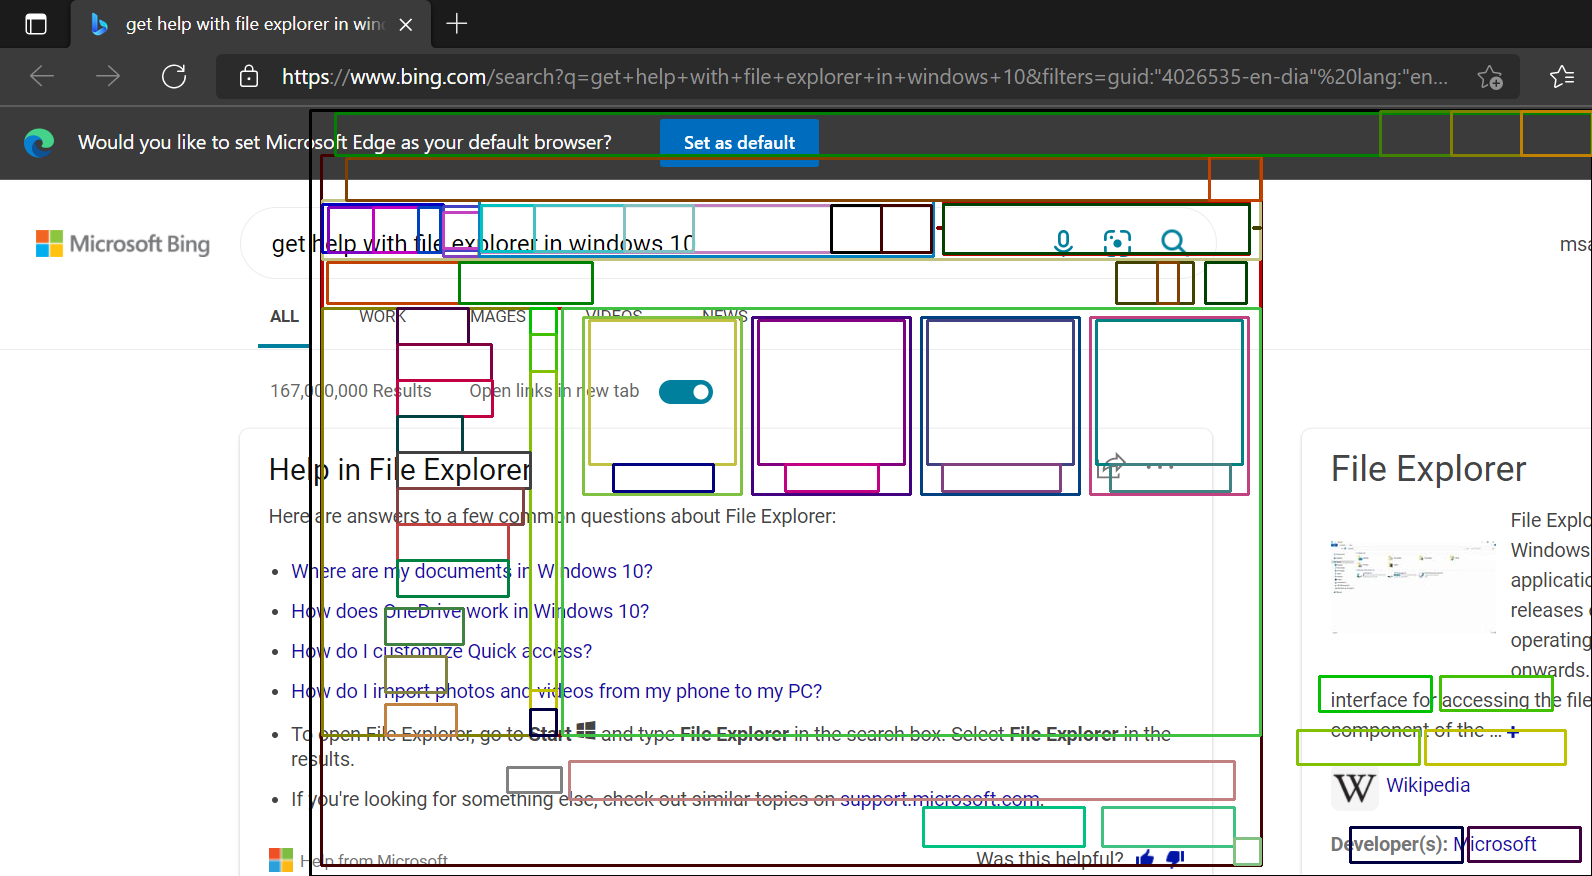 get help with file explorer in wind
https://www.bing.com/search?q=get+help+with+file+explorer+in+windows+10&filters=guid:"4026535-en-dia"%20lang:"en...
Would you like to set Microsoft Edge as your default browser?
Set as default
Microsoft Bing
get help with file explorer in windows 10
msa
ALL WORK IMAGES VIDEOS NEWS
167,000,000 Results
Open links in new tab
Help in File Explorer
Here are answers to a few common questions about File Explorer:
• Where are my documents in Windows 10?
• How does OneDrive work in Windows 10?
• How do I customize Quick access?
• How do I import photos and videos from my phone to my PC?
• To open File Explorer, go to Start and type File Explorer in the search box. Select File Explorer in the
results.
• If you're looking for something else, check out similar topics on support.microsoft.com.
Help from Microsoft
Was this helpful?
File Explorer
File Explo
Windows
applicatio
releases o
operating
onwards.
interface for accessing the file
component of the ... +
W Wikipedia
Developer(s): Microsoft